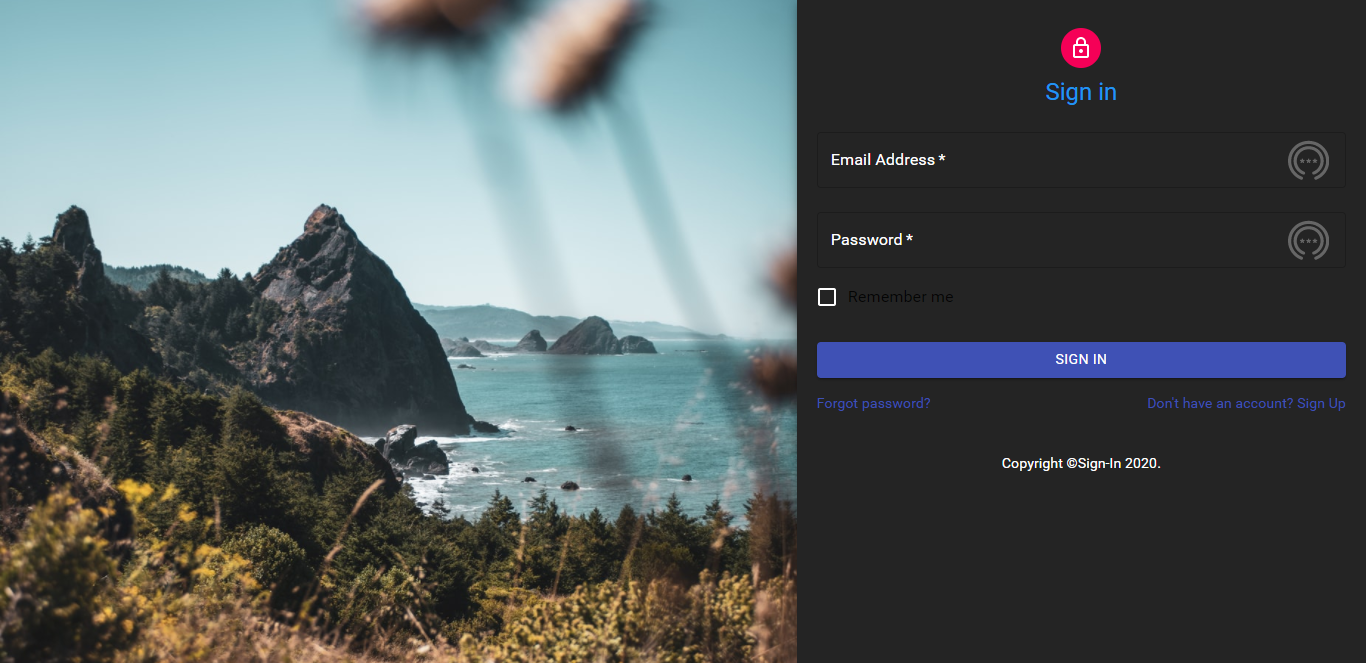 Sign in
Email Address *
Password *
Remember me
SIGN IN
Forgot password?
Don't have an account? Sign Up
Copyright ©Sign-In 2020.